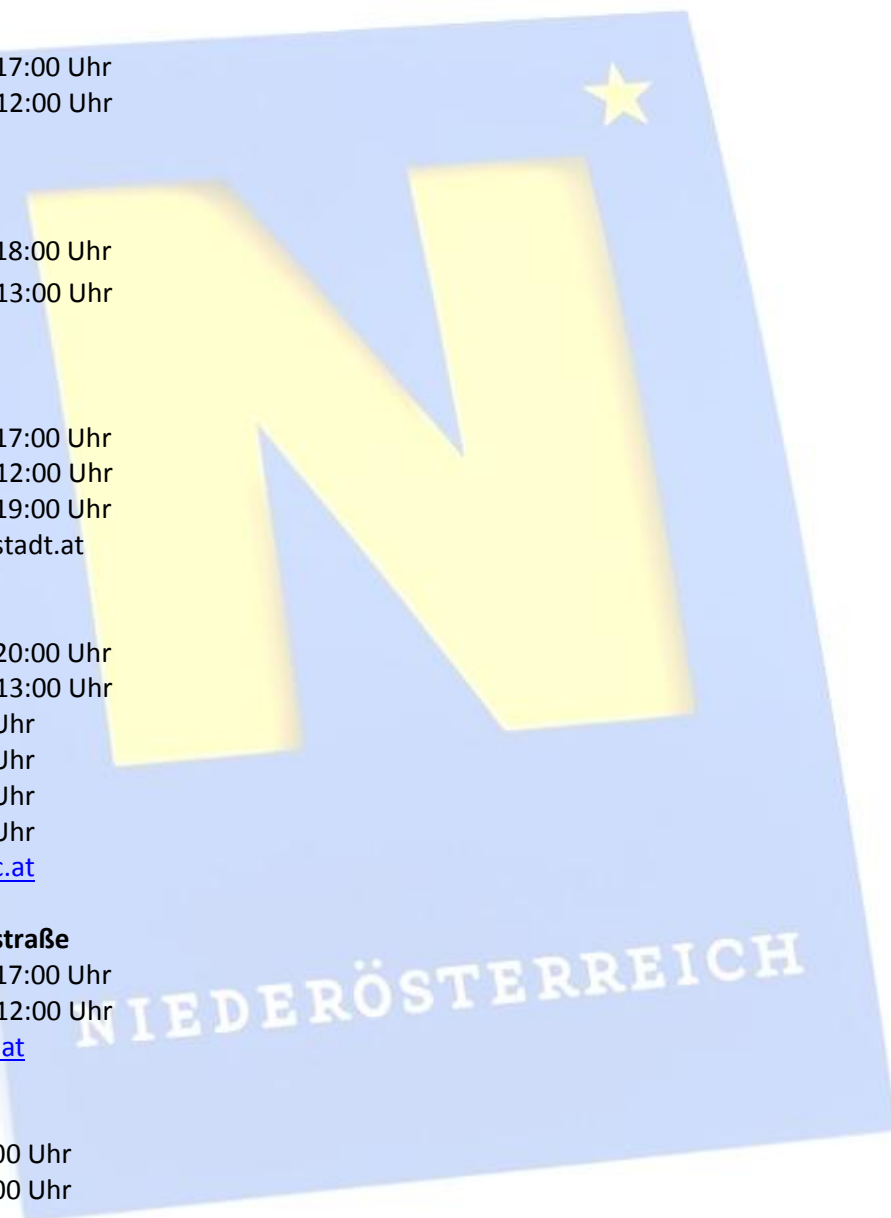 17:00 Uhr
12:00 Uhr
18:00 Uhr
13:00 Uhr
17:00 Uhr
12:00 Uhr
19:00 Uhr
stadt.at
20:00 Uhr
13:00 Uhr
Uhr
Uhr
Uhr
Uhr
.at
straße
17:00 Uhr
12:00 Uhr
at
00 Uhr
00 Uhr
N
NIEDERÖSTERREICH